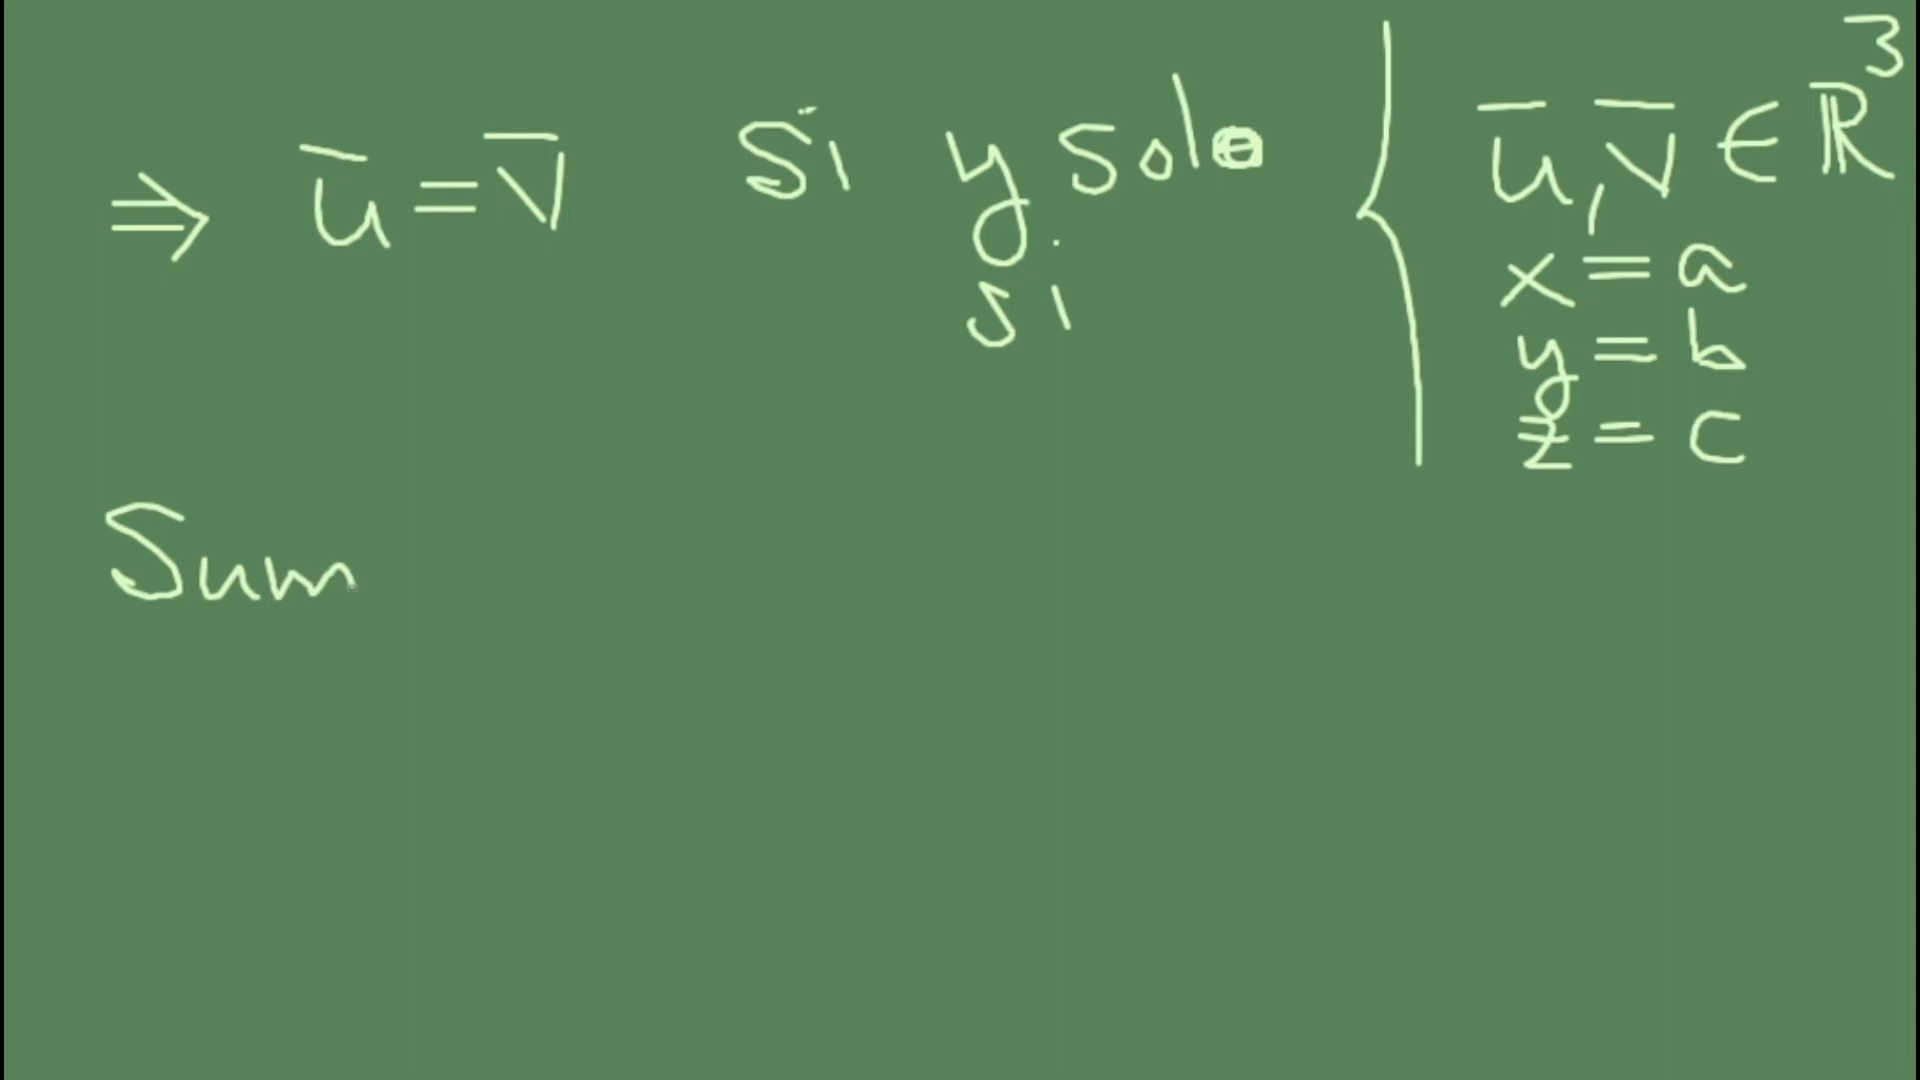 ⇒ u̅ = v̅ Si y solo si { u̅, v̅ ∈ ℝ³
x = a
y = b
z = c
Sum